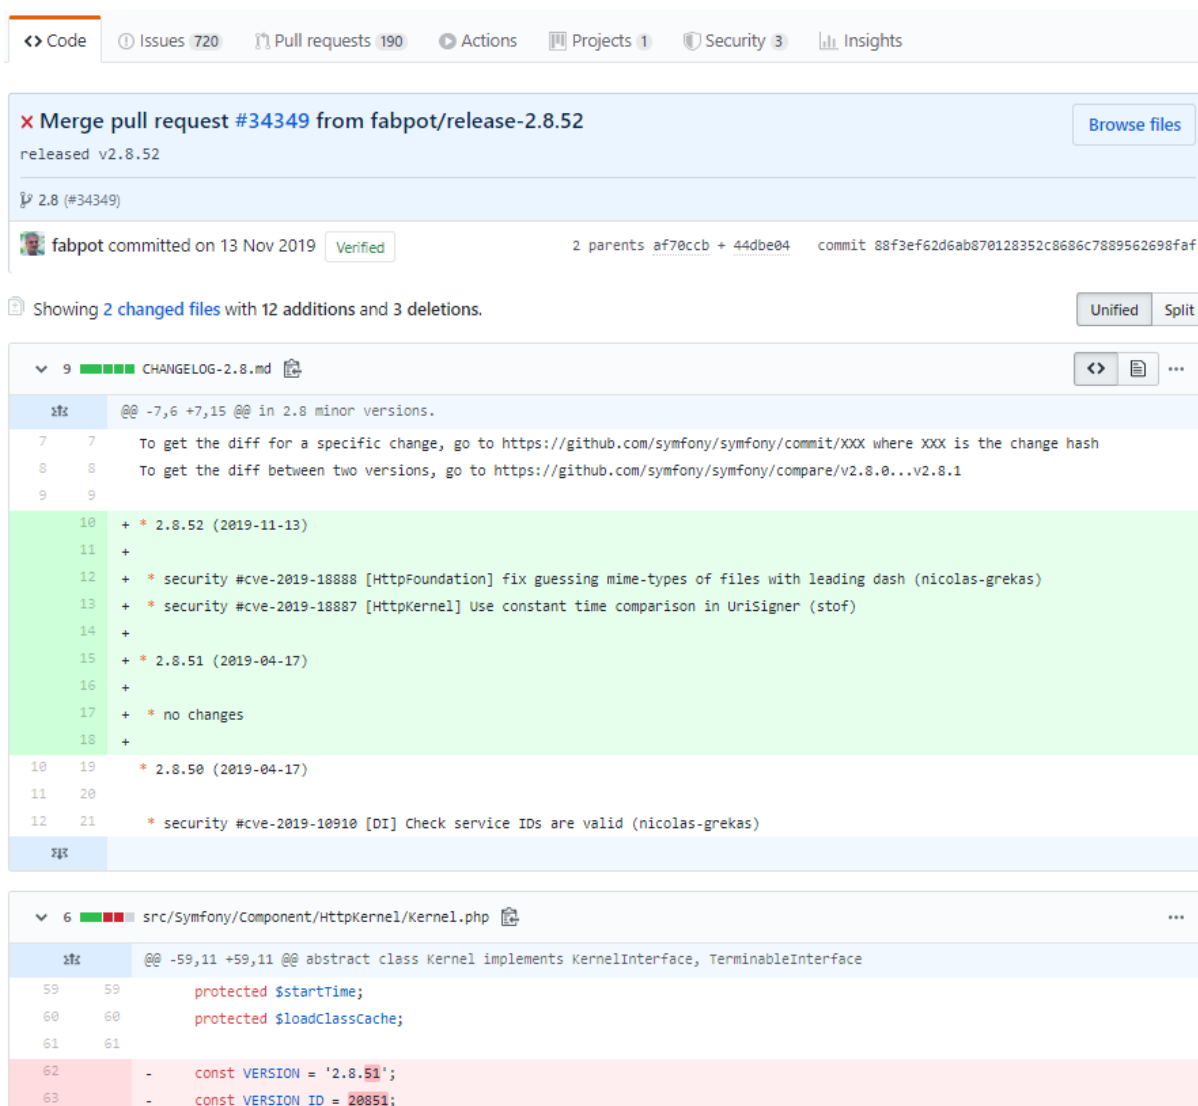 <> Code Issues 720 Pull requests 190 Actions Projects 1 Security 3 Insights
Merge pull request #34349 from fabpot/release-2.8.52 Browse files
released v2.8.52
2.8 (#34349)
fabpot committed on 13 Nov 2019 Verified 2 parents af70ccb + 44dbe04 commit 88f3ef62d6ab870128352c8686c7889562698faf
Showing 2 changed files with 12 additions and 3 deletions. Unified Split
9 CHANGELOG-2.8.md <> ...
@@ -7,6 +7,15 @@ in 2.8 minor versions.
7 7 To get the diff for a specific change, go to https://github.com/symfony/symfony/commit/XXX where XXX is the change hash
8 8 To get the diff between two versions, go to https://github.com/symfony/symfony/compare/v2.8.0...v2.8.1
9 9
10 + * 2.8.52 (2019-11-13)
11 +
12 + * security #cve-2019-18888 [HttpFoundation] fix guessing mime-types of files with leading dash (nicolas-grekas)
13 + * security #cve-2019-18887 [HttpKernel] Use constant time comparison in UriSigner (stof)
14 +
15 + * 2.8.51 (2019-04-17)
16 +
17 + * no changes
18 +
10 19 * 2.8.50 (2019-04-17)
11 20
12 21 * security #cve-2019-10910 [DI] Check service IDs are valid (nicolas-grekas)
6 src/Symfony/Component/HttpKernel/Kernel.php ...
@@ -59,11 +59,11 @@ abstract class Kernel implements KernelInterface, TerminableInterface
59 59 protected $startTime;
60 60 protected $loadClassCache;
61 61
62 - const VERSION = '2.8.51';
63 - const VERSION_ID = 20851;